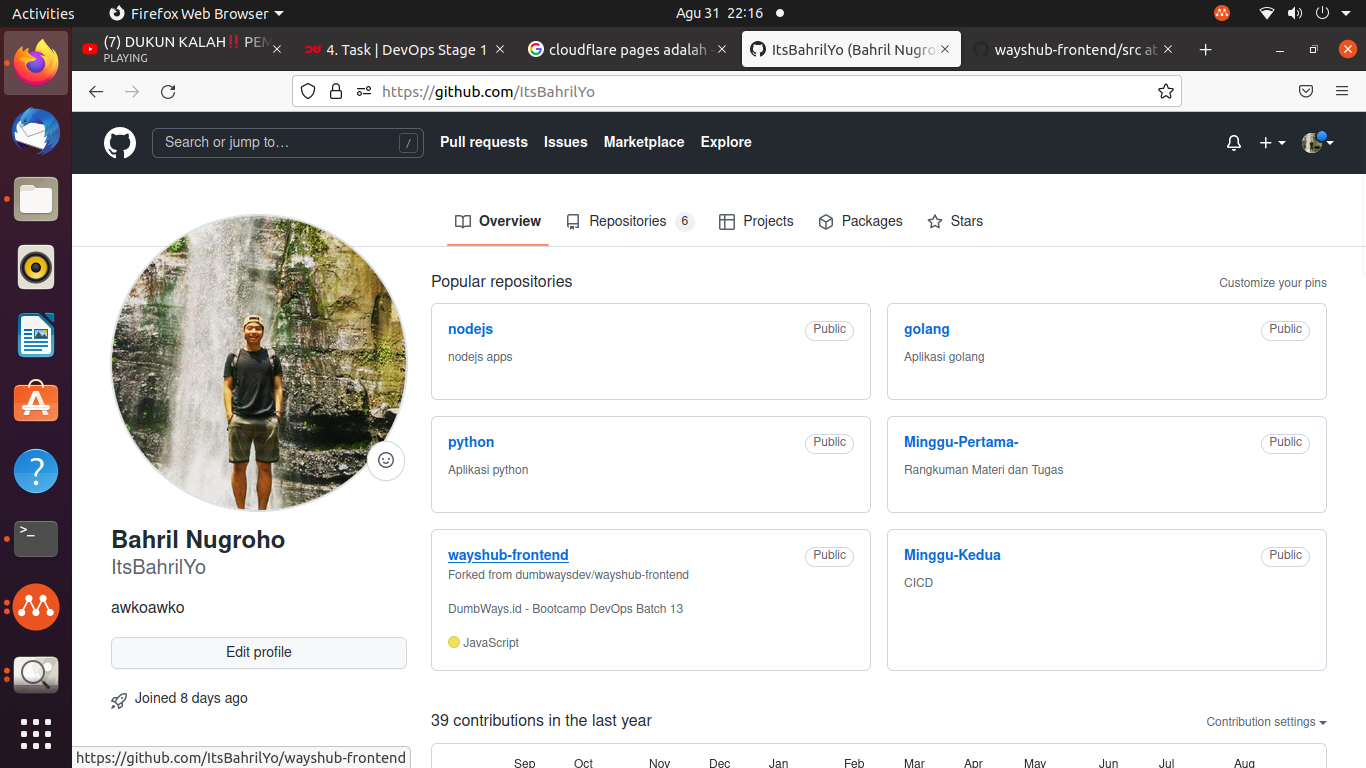 Activities
Firefox Web Browser
Agu 31 22:16
(7) DUKUN KALAH‼️ PEM
PLAYING
4. Task | DevOps Stage 1
cloudflare pages adalah -
ItsBahrilYo (Bahril Nugro
wayshub-frontend/src at
https://github.com/ItsBahrilYo
Search or jump to…
/
Pull requests
Issues
Marketplace
Explore
Overview
Repositories 6
Projects
Packages
Stars
Popular repositories
Customize your pins
nodejs
Public
nodejs apps
golang
Public
Aplikasi golang
python
Public
Aplikasi python
Minggu-Pertama-
Public
Rangkuman Materi dan Tugas
wayshub-frontend
Public
Forked from dumbwaysdev/wayshub-frontend
DumbWays.id - Bootcamp DevOps Batch 13
JavaScript
Minggu-Kedua
Public
CICD
Bahril Nugroho
ItsBahrilYo
awkoawko
Edit profile
Joined 8 days ago
39 contributions in the last year
Contribution settings
Sep Oct Nov Dec Jan Feb Mar Apr May Jun Jul Aug
https://github.com/ItsBahrilYo/wayshub-frontend